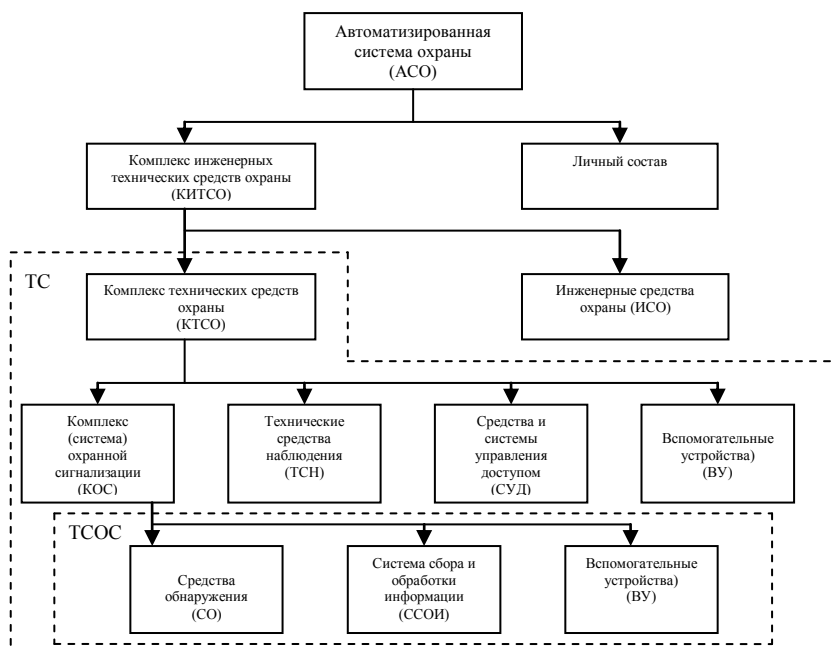 Автоматизированная
система охраны
(АСО)
Комплекс инженерных
технических средств охраны
(КИТСО)
Личный состав
ТС
Комплекс технических средств
охраны
(КТСО)
Инженерные средства
охраны (ИСО)
Комплекс
(система)
охранной
сигнализации
(КОС)
Технические
средства
наблюдения
(ТСН)
Средства и
системы
управления
доступом
(СУД)
Вспомогательные
устройства)
(ВУ)
ТСОС
Средства
обнаружения
(СО)
Система сбора и
обработки
информации
(ССОИ)
Вспомогательные
устройства)
(ВУ)